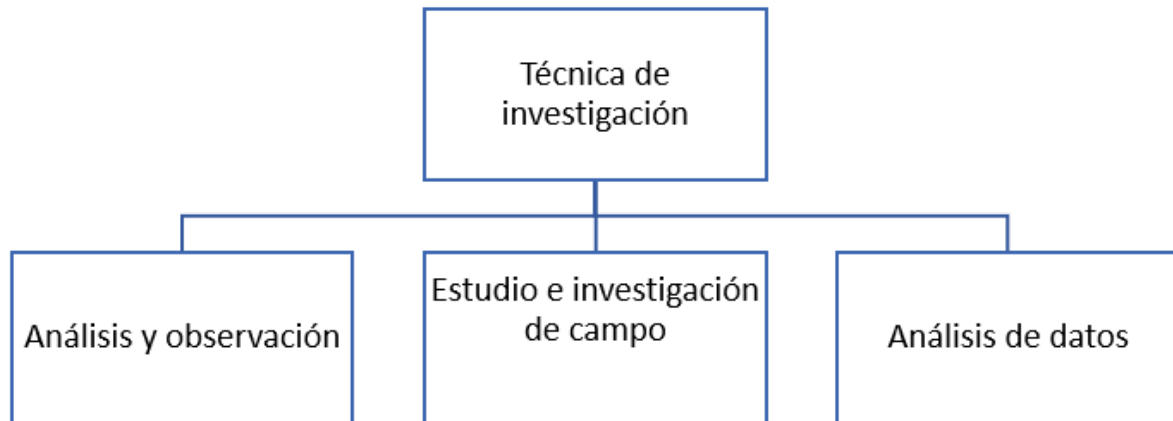 Técnica de
investigación
Análisis y observación
Estudio e investigación
de campo
Análisis de datos